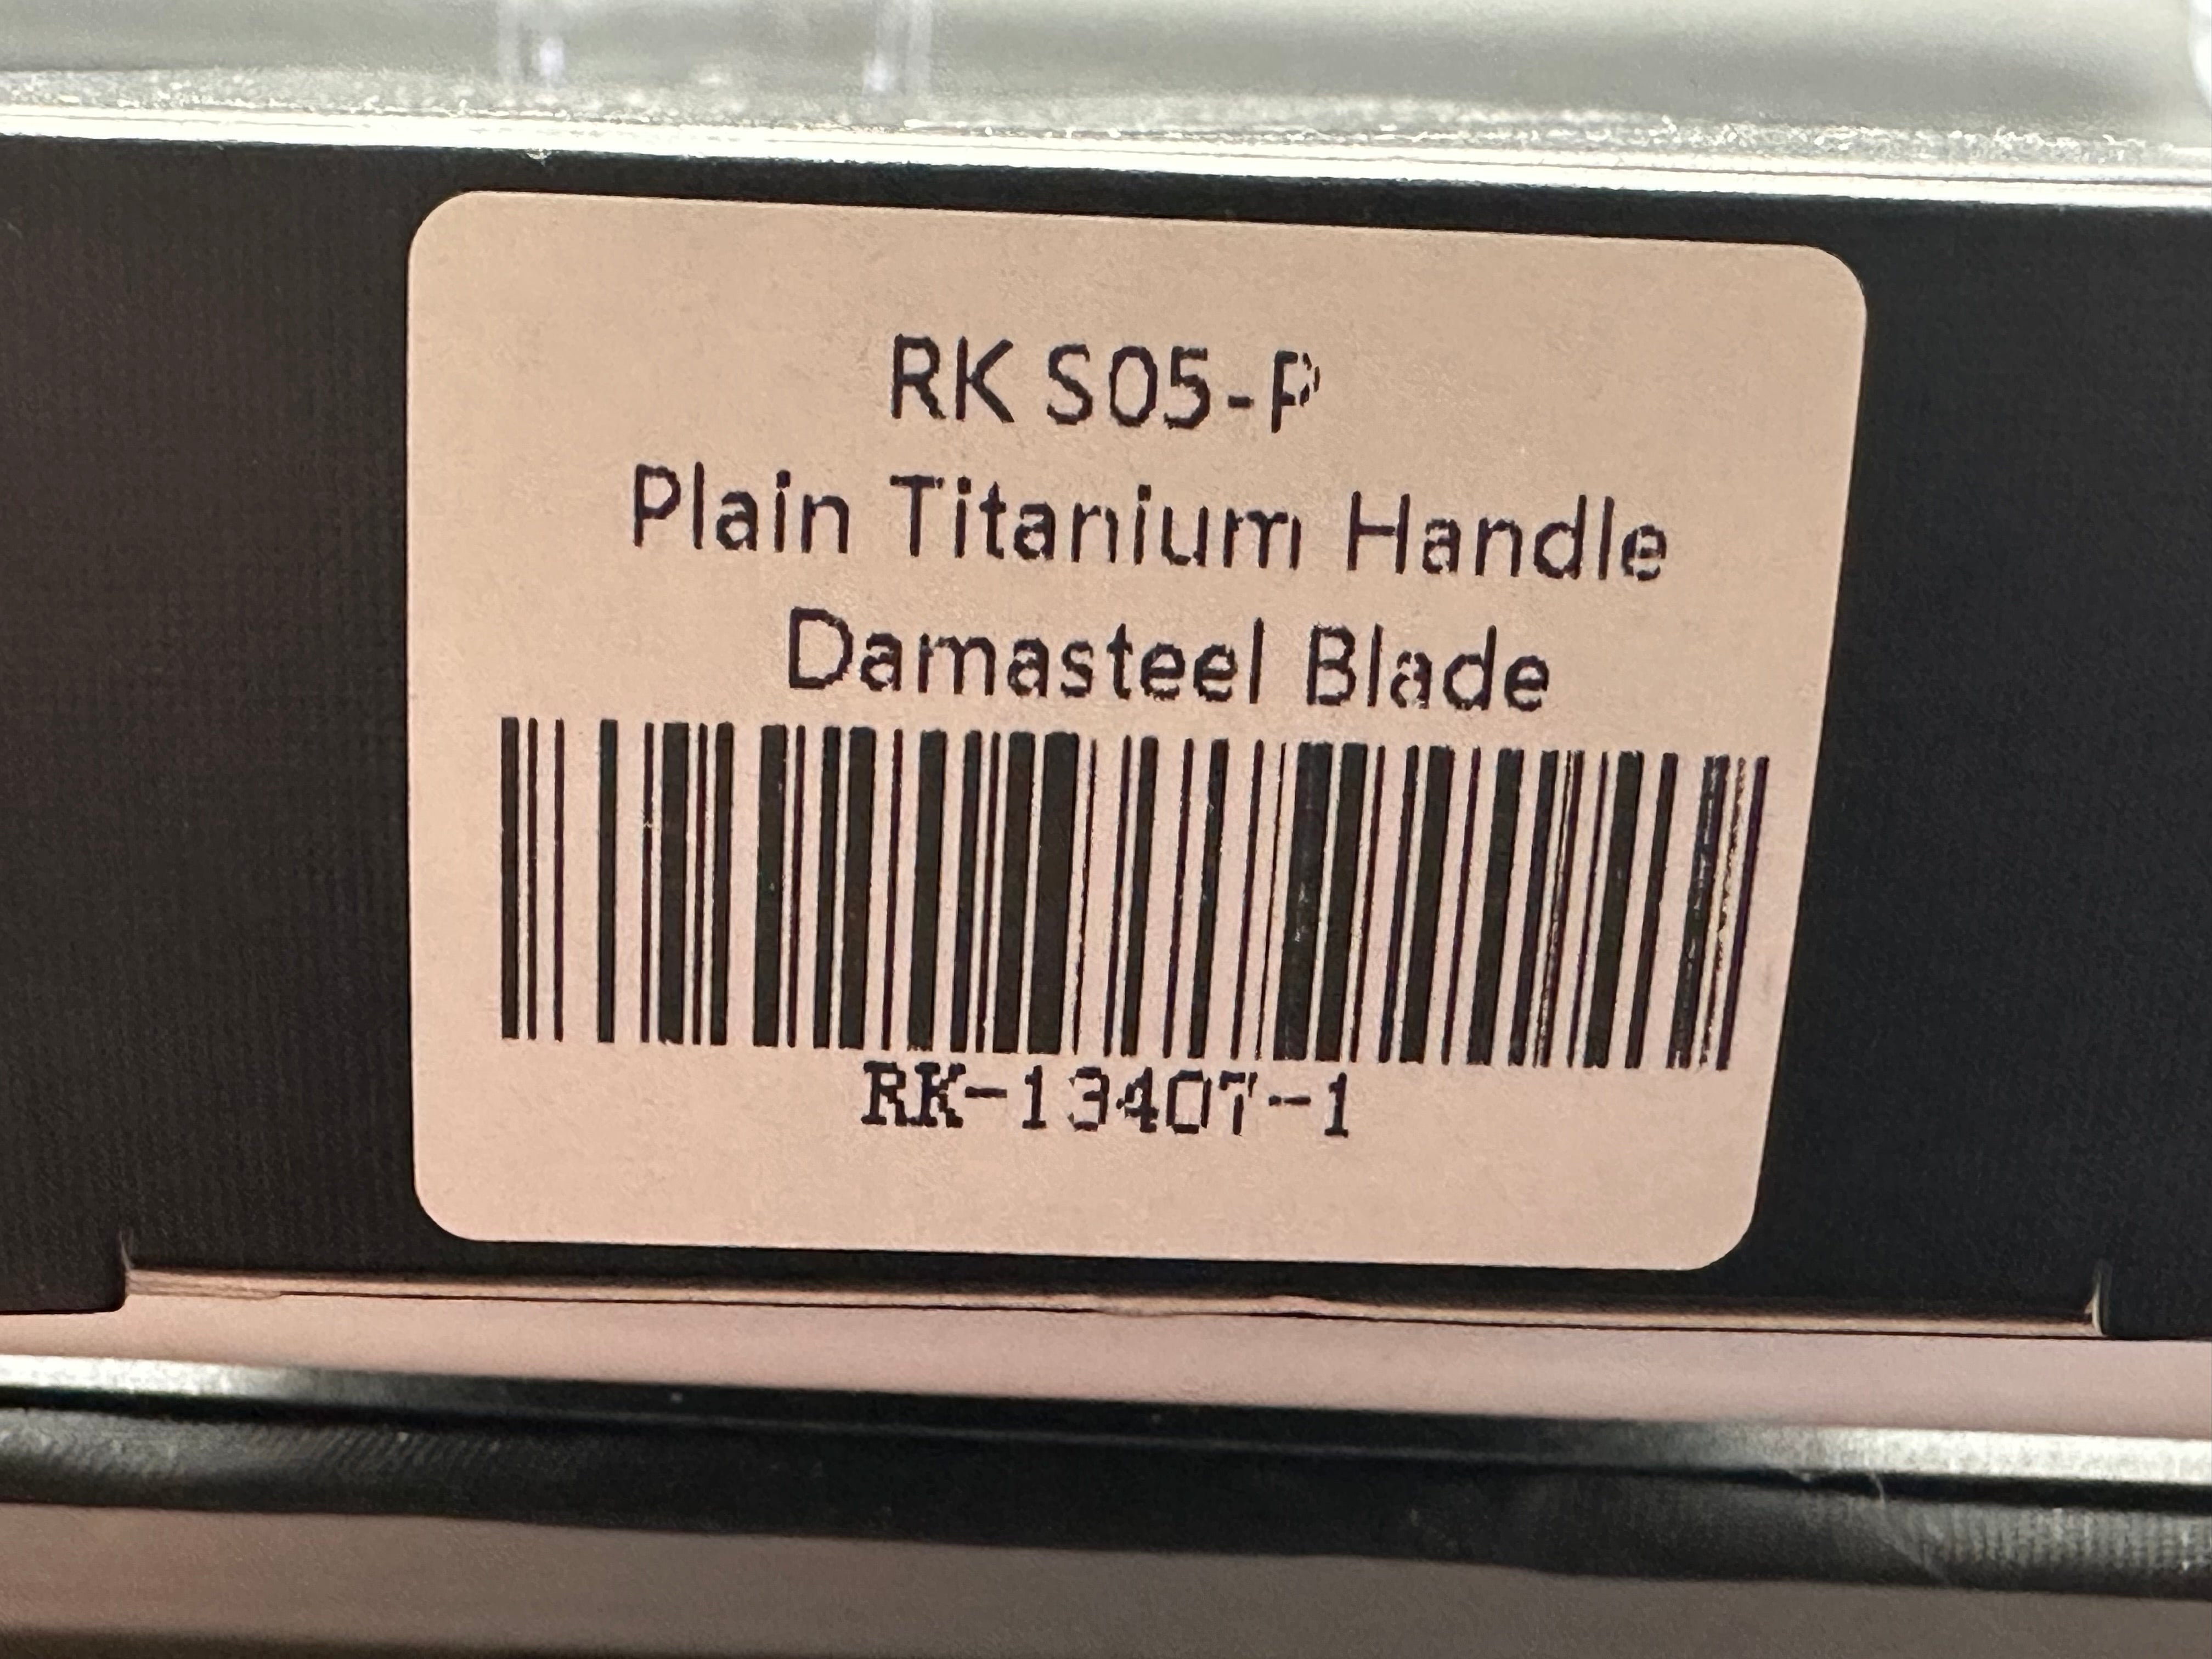 RK S05-P
Plain Titanium Handle
Damasteel Blade
RK-13407-1